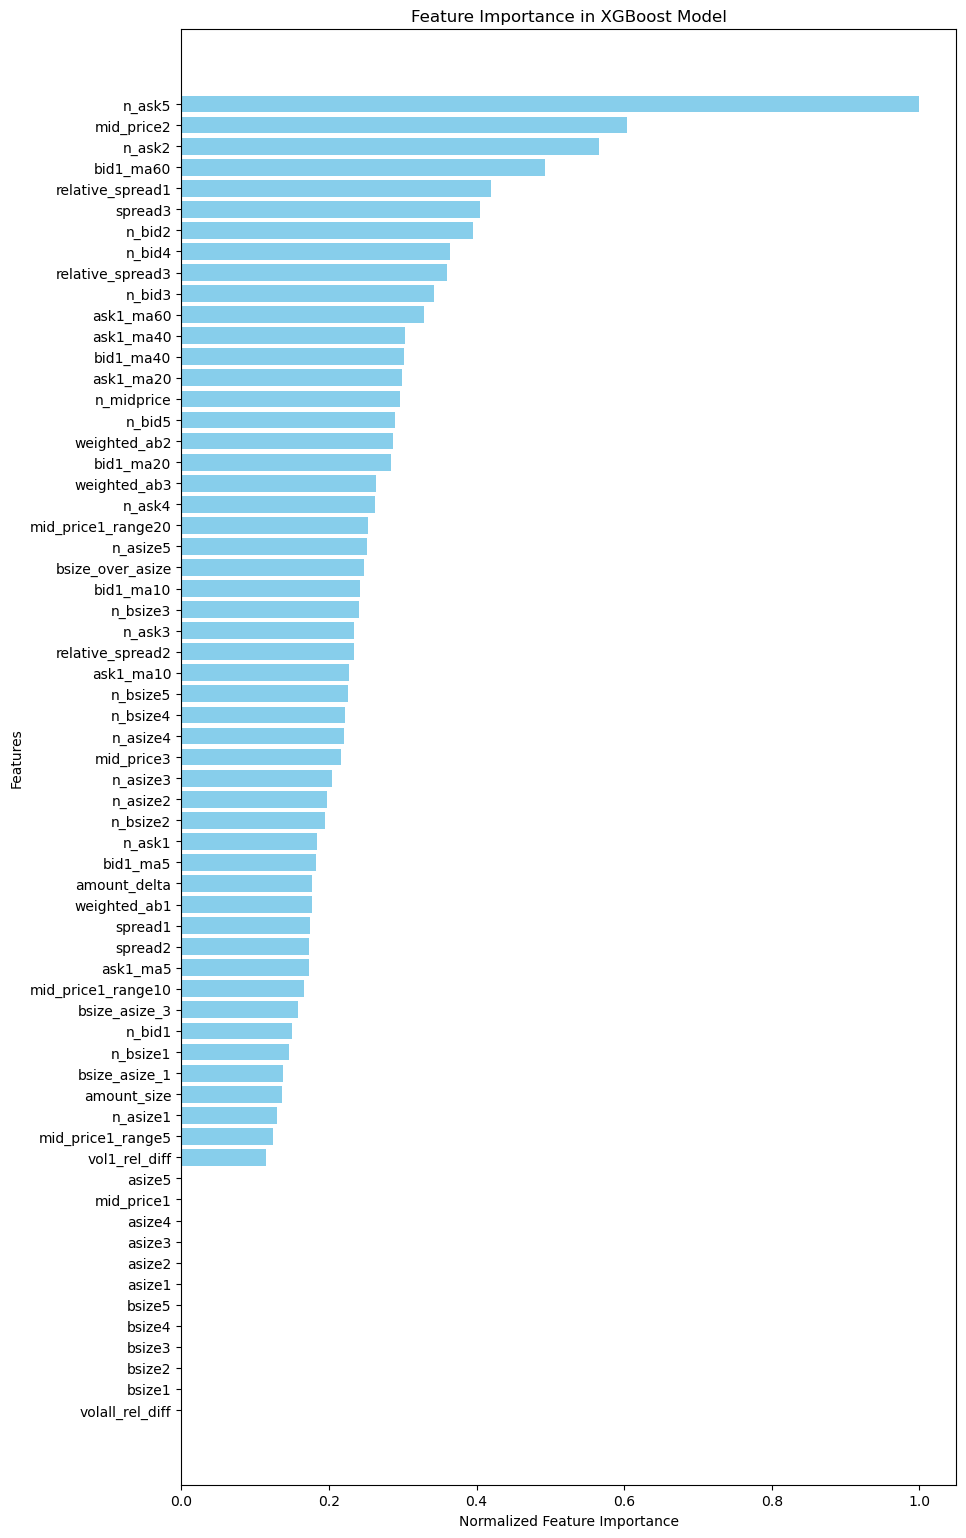 Feature Importance in XGBoost Model
n_ask5
mid_price2
n_ask2
bid1_ma60
relative_spread1
spread3
n_bid2
n_bid4
relative_spread3
n_bid3
ask1_ma60
ask1_ma40
bid1_ma40
ask1_ma20
n_midprice
n_bid5
weighted_ab2
bid1_ma20
weighted_ab3
n_ask4
mid_price1_range20
n_asize5
bsize_over_asize
bid1_ma10
n_bsize3
n_ask3
relative_spread2
ask1_ma10
n_bsize5
n_bsize4
n_asize4
mid_price3
n_asize3
n_asize2
n_bsize2
n_ask1
bid1_ma5
amount_delta
weighted_ab1
spread1
spread2
ask1_ma5
mid_price1_range10
bsize_asize_3
n_bid1
n_bsize1
bsize_asize_1
amount_size
n_asize1
mid_price1_range5
vol1_rel_diff
asize5
mid_price1
asize4
asize3
asize2
asize1
bsize5
bsize4
bsize3
bsize2
bsize1
volall_rel_diff
Features
0.0 0.2 0.4 0.6 0.8 1.0
Normalized Feature Importance